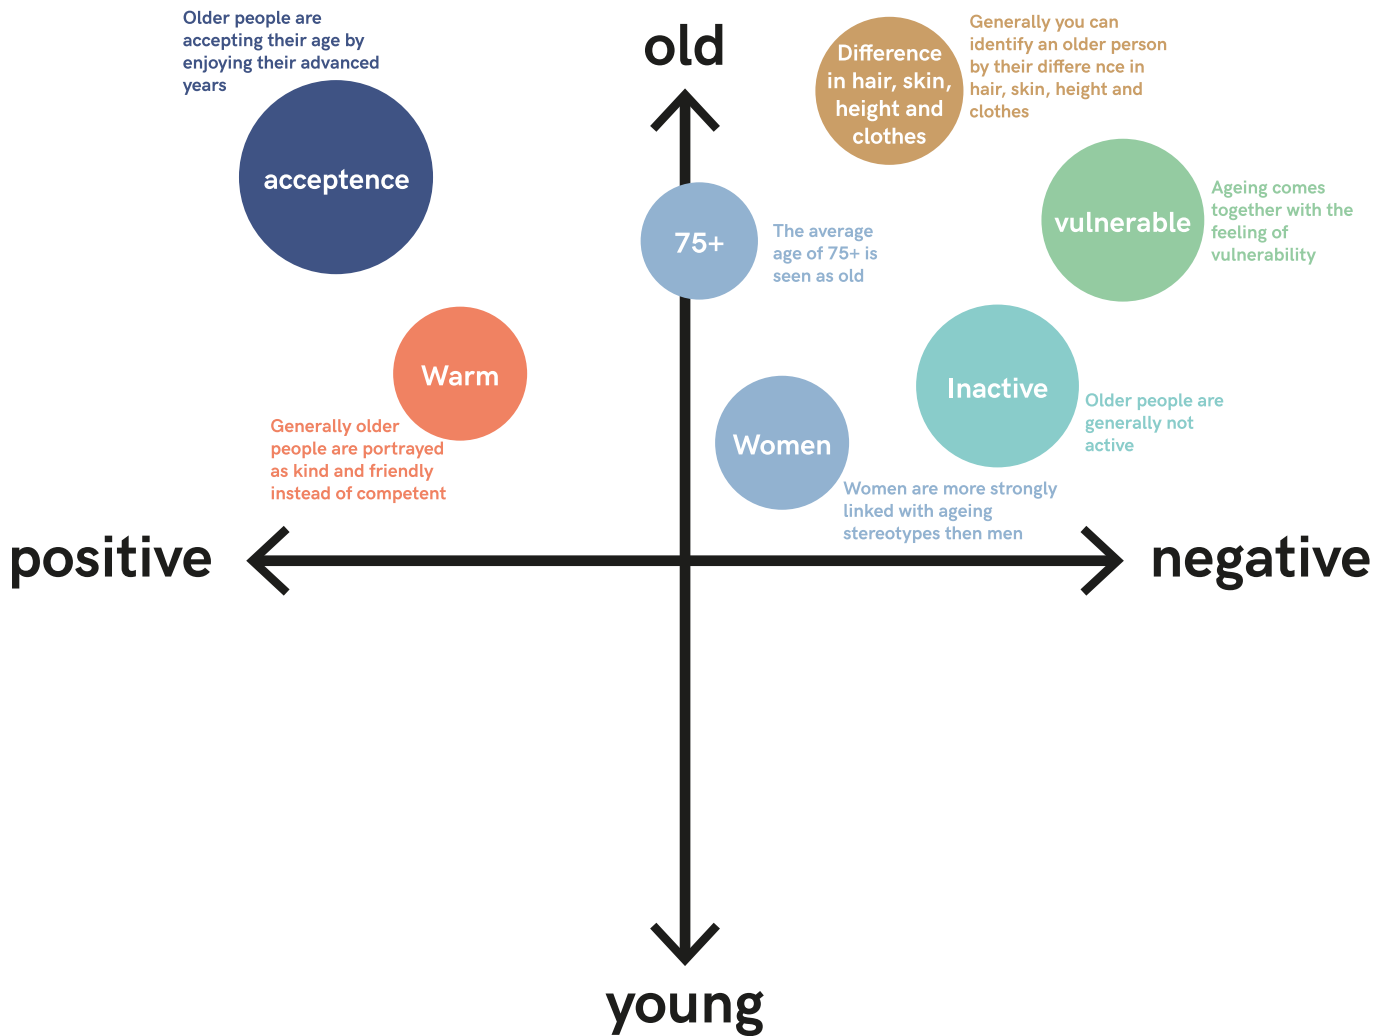 Older people are
accepting their age by
enjoying their advanced
years
acceptence
old
Difference
in hair, skin,
height and
clothes
Generally you can
identify an older person
by their differe nce in
hair, skin, height and
clothes
75+
The average
age of 75+ is
seen as old
vulnerable
Ageing comes
together with the
feeling of
vulnerability
Warm
Generally older
people are portrayed
as kind and friendly
instead of competent
Women
Women are more strongly
linked with ageing
stereotypes then men
Inactive
Older people are
generally not
active
positive
negative
young